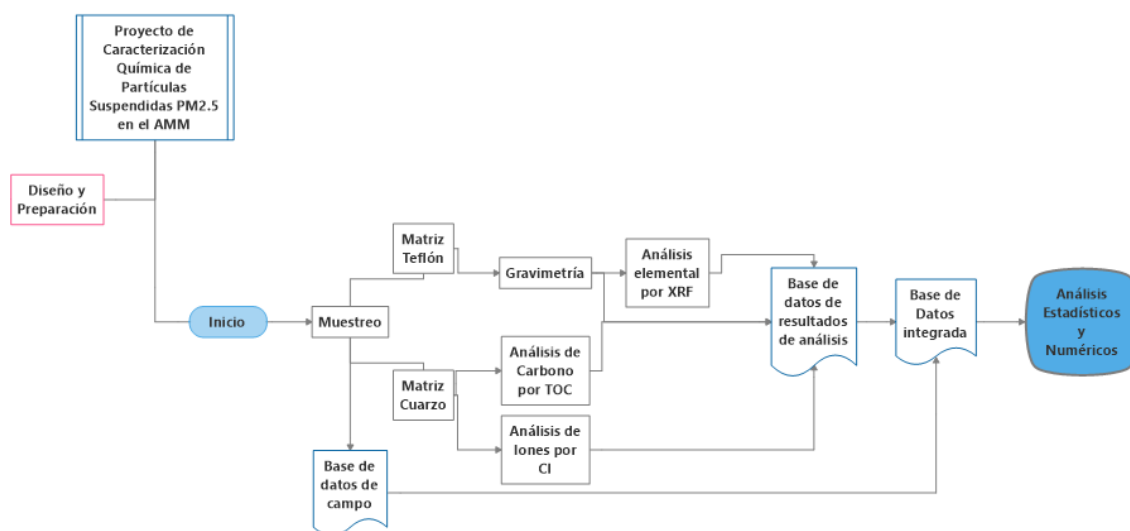 Proyecto de
Caracterización
Química de
Partículas
Suspendidas PM2.5
en el AMM
Diseño y
Preparación
Inicio
Muestreo
Matriz
Teflón
Gravimetría
Análisis
elemental
por XRF
Matriz
Cuarzo
Análisis de
Carbono
por TOC
Análisis de
Iones por
CI
Base de
datos de
campo
Base de
datos de
resultados
de análisis
Base de
Datos
integrada
Análisis
Estadísticos
y
Numéricos